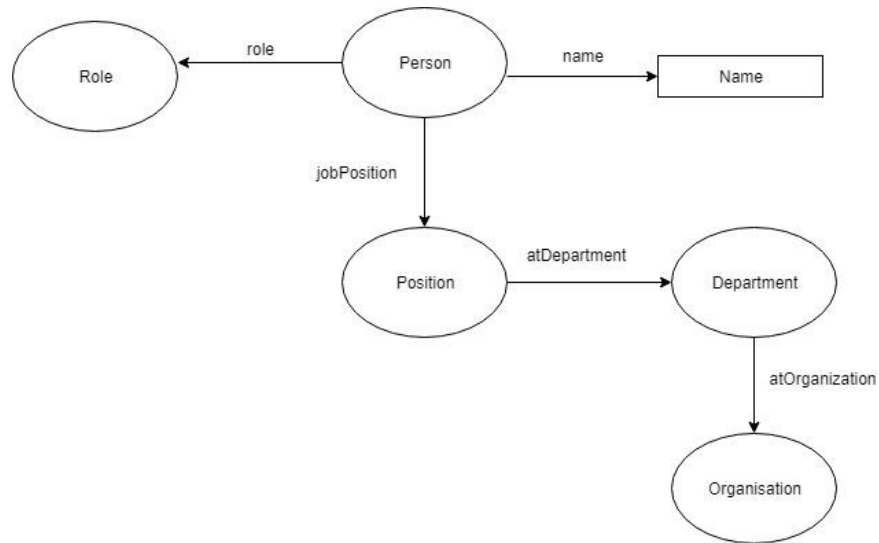 role
Person
name
Role
Name
jobPosition
atDepartment
Position
Department
atOrganization
Organisation